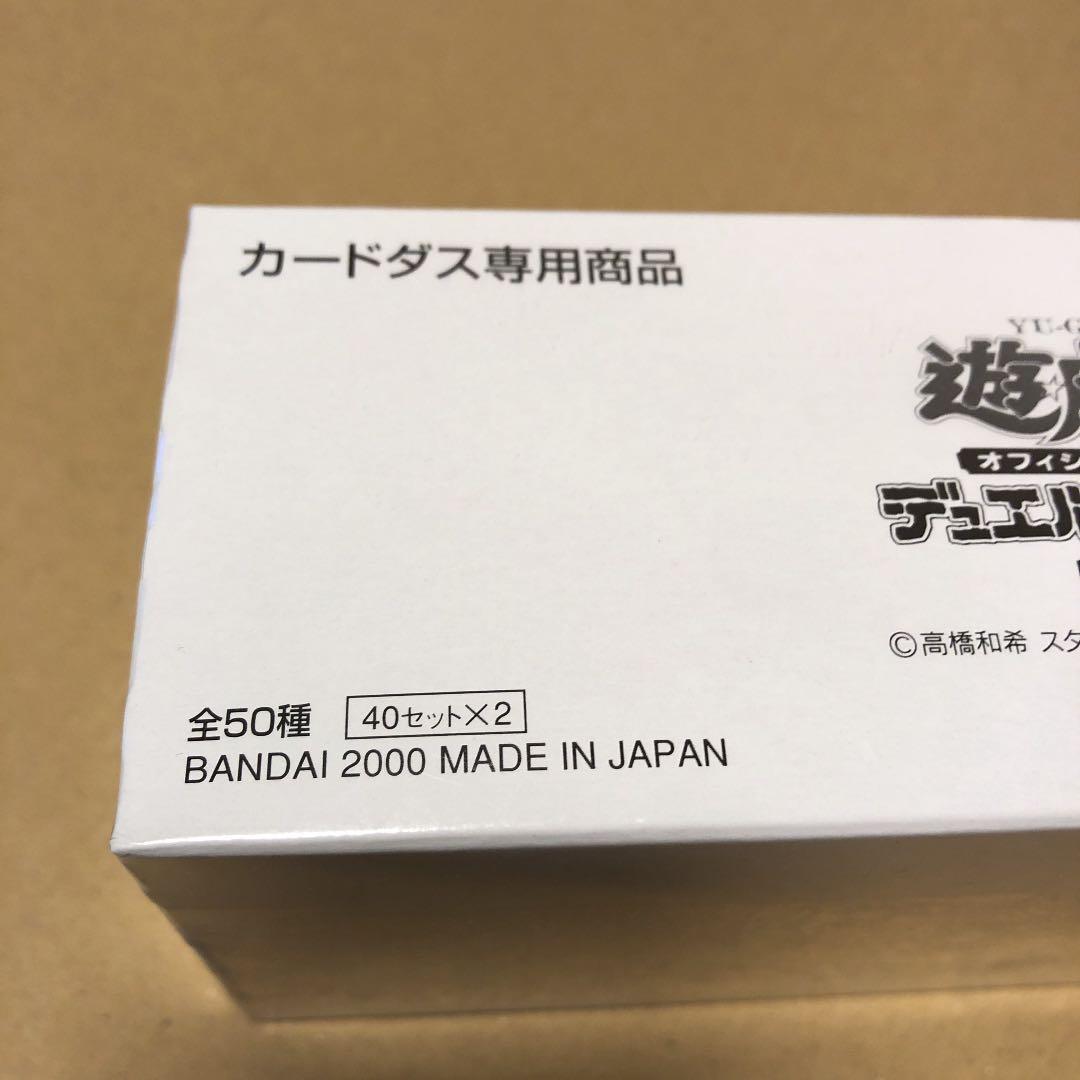 カードダス専用商品
YU-G
遊
オフィシ
デュエル
©高橋和希 スタ
全50種 40セット×2
BANDAI 2000 MADE IN JAPAN